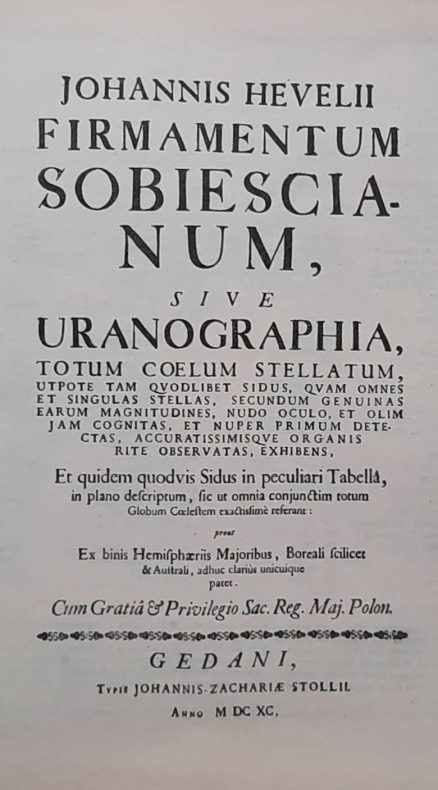 JOHANNIS HEVELII
FIRMAMENTUM
SOBIESCIA-
NUM,
SIVE
URANOGRAPHIA,
TOTUM COELUM STELLATUM,
UTPOTE TAM QVODLIBET SIDUS, QVAM OMNES
ET SINGULAS STELLAS, SECUNDUM GENUINAS
EARUM MAGNITUDINES, NUDO OCULO, ET OLIM
JAM COGNITAS, ET NUPER PRIMUM DETE-
CTAS, ACCURATISSIMISQVE ORGANIS
RITE OBSERVATAS, EXHIBENS,
Et quidem quodvis Sidus in peculiari Tabellâ,
in plano deſcriptum, ſic ut omnia conjunctim totum
Globum Cœleſtem exactiſſimè referant:
prout
Ex binis Hemiſphæriis Majoribus, Boreali ſcilicet
& Auſtrali, adhuc clariùs unicuique
patet.
Cum Gratiâ & Privilegio Sac. Reg. Maj. Polon.
GEDANI,
TYPIS JOHANNIS-ZACHARIÆ STOLLII.
ANNO M DC XC.